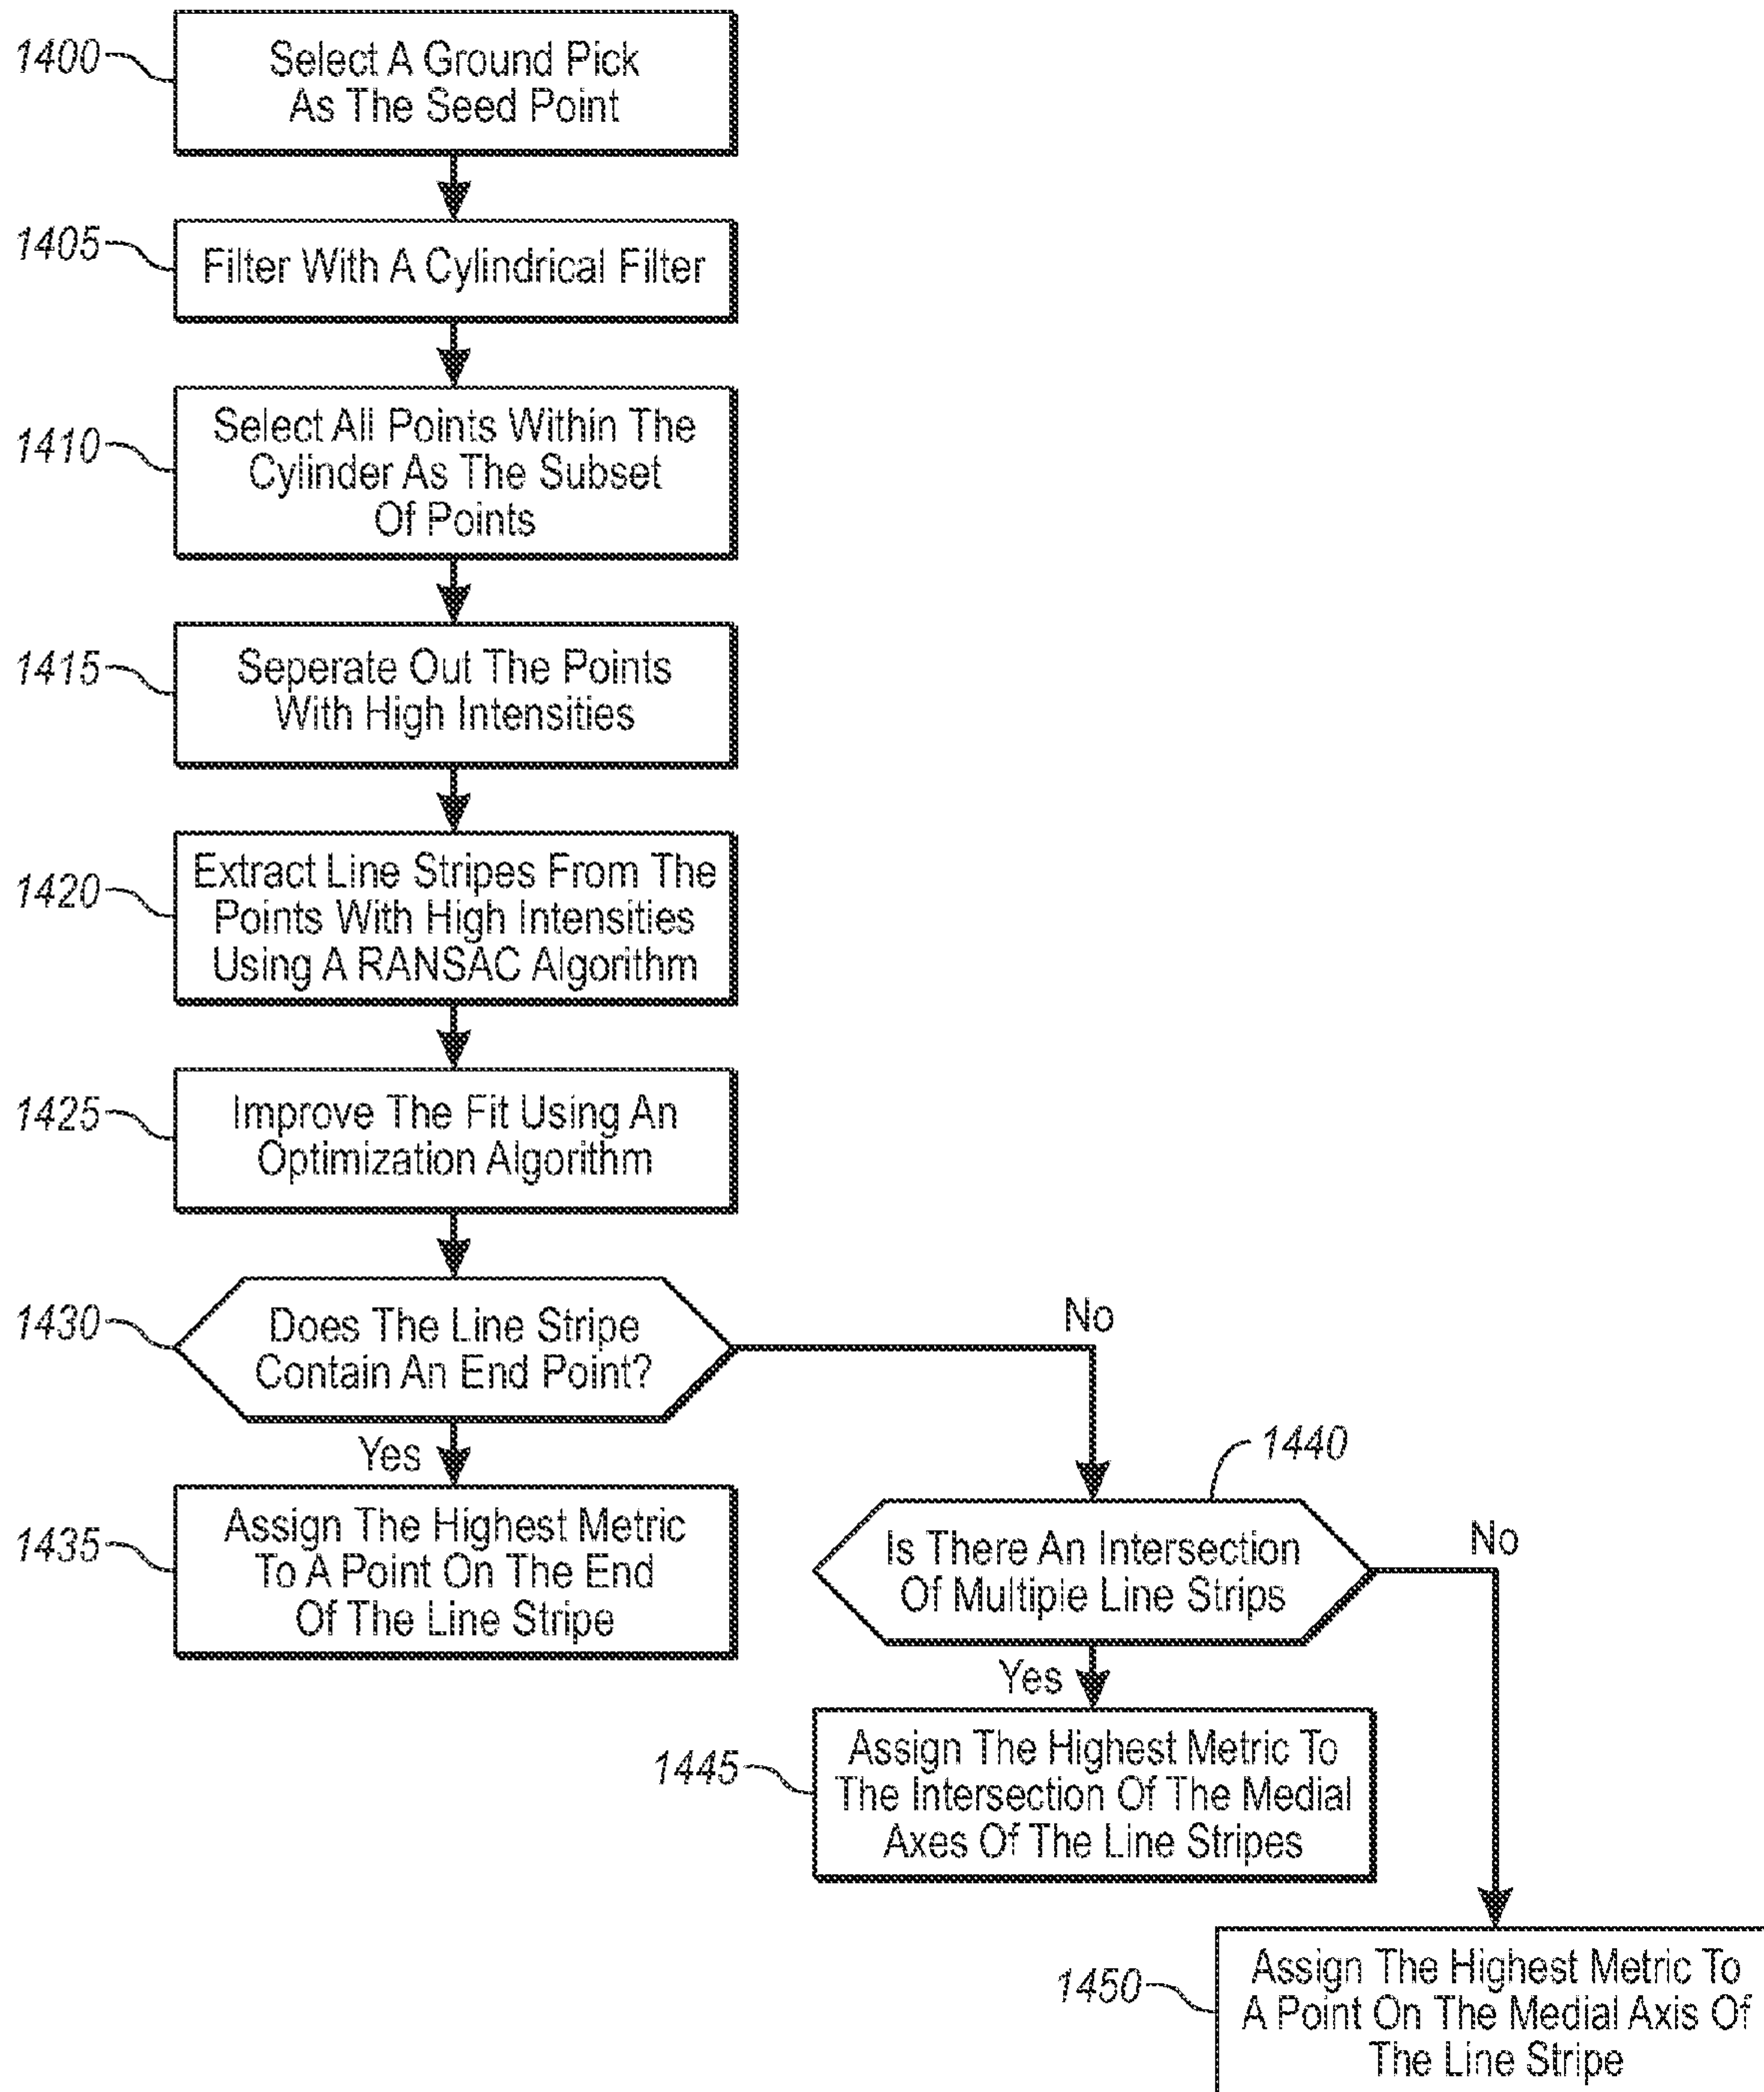 1400
Select A Ground Pick
As The Seed Point
1405
Filter With A Cylindrical Filter
1410
Select All Points Within The
Cylinder As The Subset
Of Points
1415
Seperate Out The Points
With High Intensities
1420
Extract Line Stripes From The
Points With High Intensities
Using A RANSAC Algorithm
1425
Improve The Fit Using An
Optimization Algorithm
1430
Does The Line Stripe
Contain An End Point?
No
Yes
1435
Assign The Highest Metric
To A Point On The End
Of The Line Stripe
1440
Is There An Intersection
Of Multiple Line Strips
No
Yes
1445
Assign The Highest Metric To
The Intersection Of The Medial
Axes Of The Line Stripes
1450
Assign The Highest Metric To
A Point On The Medial Axis Of
The Line Stripe